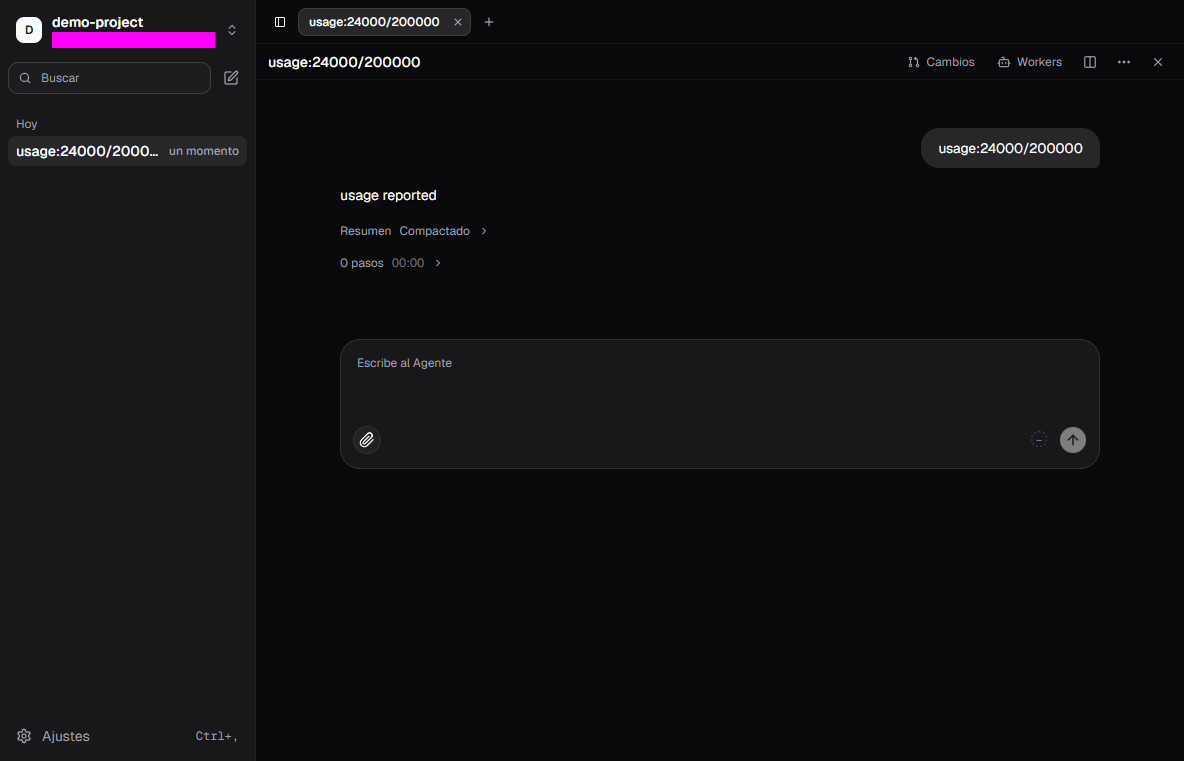 D
demo-project
Buscar
Hoy
usage:24000/2000... un momento
Ajustes Ctrl+,
usage:24000/200000
usage:24000/200000
Cambios Workers
usage:24000/200000
usage reported
Resumen Compactado
0 pasos 00:00
Escribe al Agente